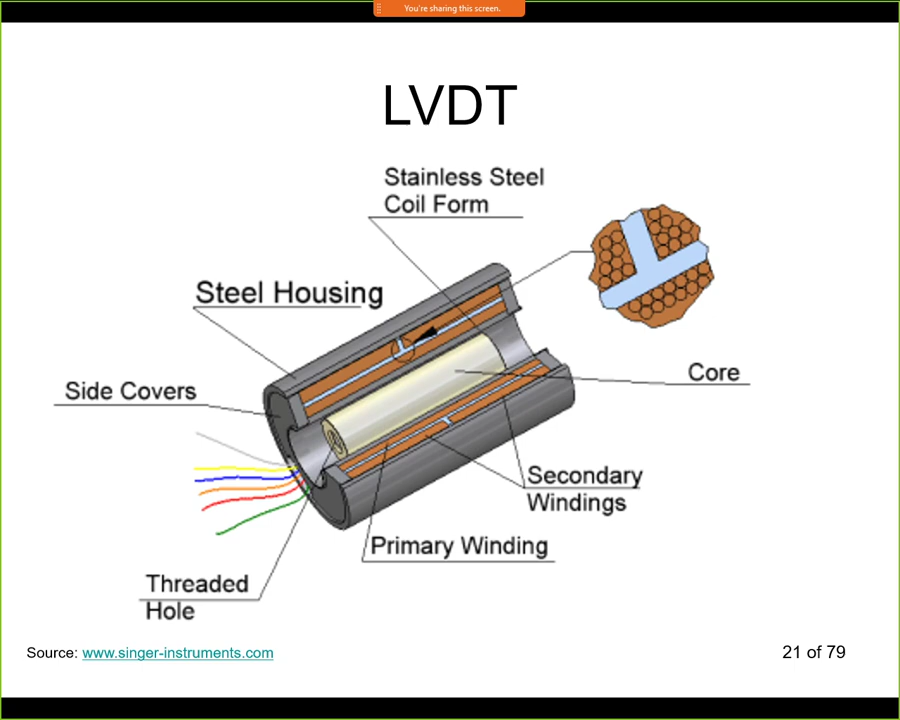 You're sharing this screen.
LVDT
Stainless Steel
Coil Form
Steel Housing
Core
Side Covers
Secondary
Windings
Primary Winding
Threaded
Hole
Source: www.singer-instruments.com
21 of 79